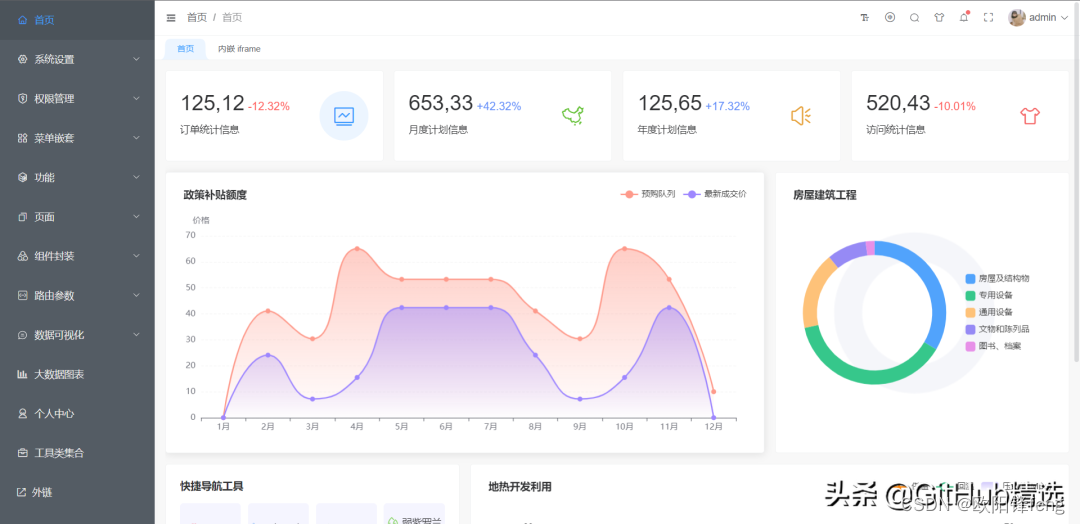 首页
系统设置
权限管理
菜单嵌套
功能
页面
组件封装
路由参数
数据可视化
大数据图表
个人中心
工具类集合
外链
首页 / 首页
admin
首页 内嵌 iframe
125,12 -12.32%
订单统计信息
653,33 +42.32%
月度计划信息
125,65 +17.32%
年度计划信息
520,43 -10.01%
访问统计信息
政策补贴额度
预购队列 最新成交价
价格
70
60
50
40
30
20
10
0
1月 2月 3月 4月 5月 6月 7月 8月 9月 10月 11月 12月
房屋建筑工程
房屋及结构物
专用设备
通用设备
文物和陈列品
图书、档案
快捷导航工具
地热开发利用
头条 @GitHub精选
CSDN @欧阳锋feng